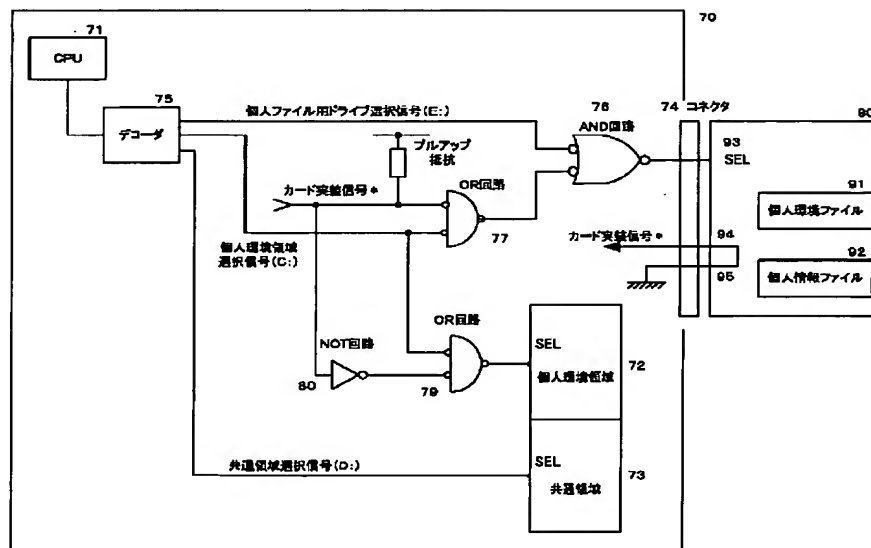 70
71
CPU
75
デコーダ
個人ファイル用ドライブ選択信号(E:)
プルアップ
抵抗
カード実装信号*
OR回路
77
個人環境領域
選択信号(C:)
76
AND回路
74 コネクタ
90
93
SEL
91
個人環境ファイル
94
カード実装信号*
95
92
個人情報ファイル
NOT回路
80
OR回路
79
SEL
個人環境領域
72
共通領域選択信号(D:)
SEL
共通領域
73